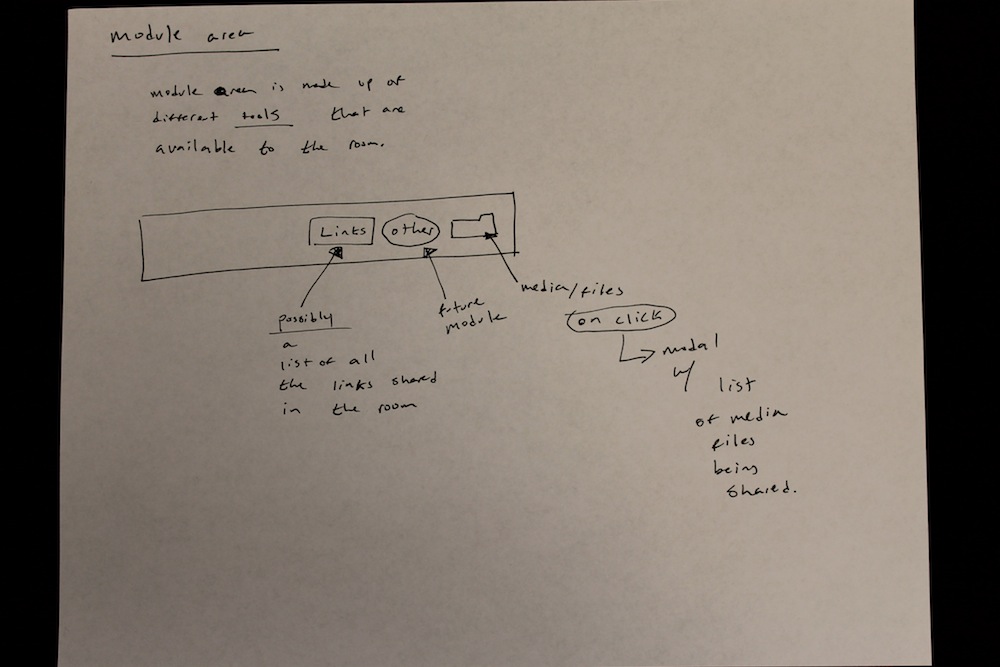 module area
module area is made up of
different tools that are
available to the room.
Links
other
possibly
a
list of all
the links shared
in the room
future
module
media/files
on click
modal
w/
list
of media
files
being
shared.